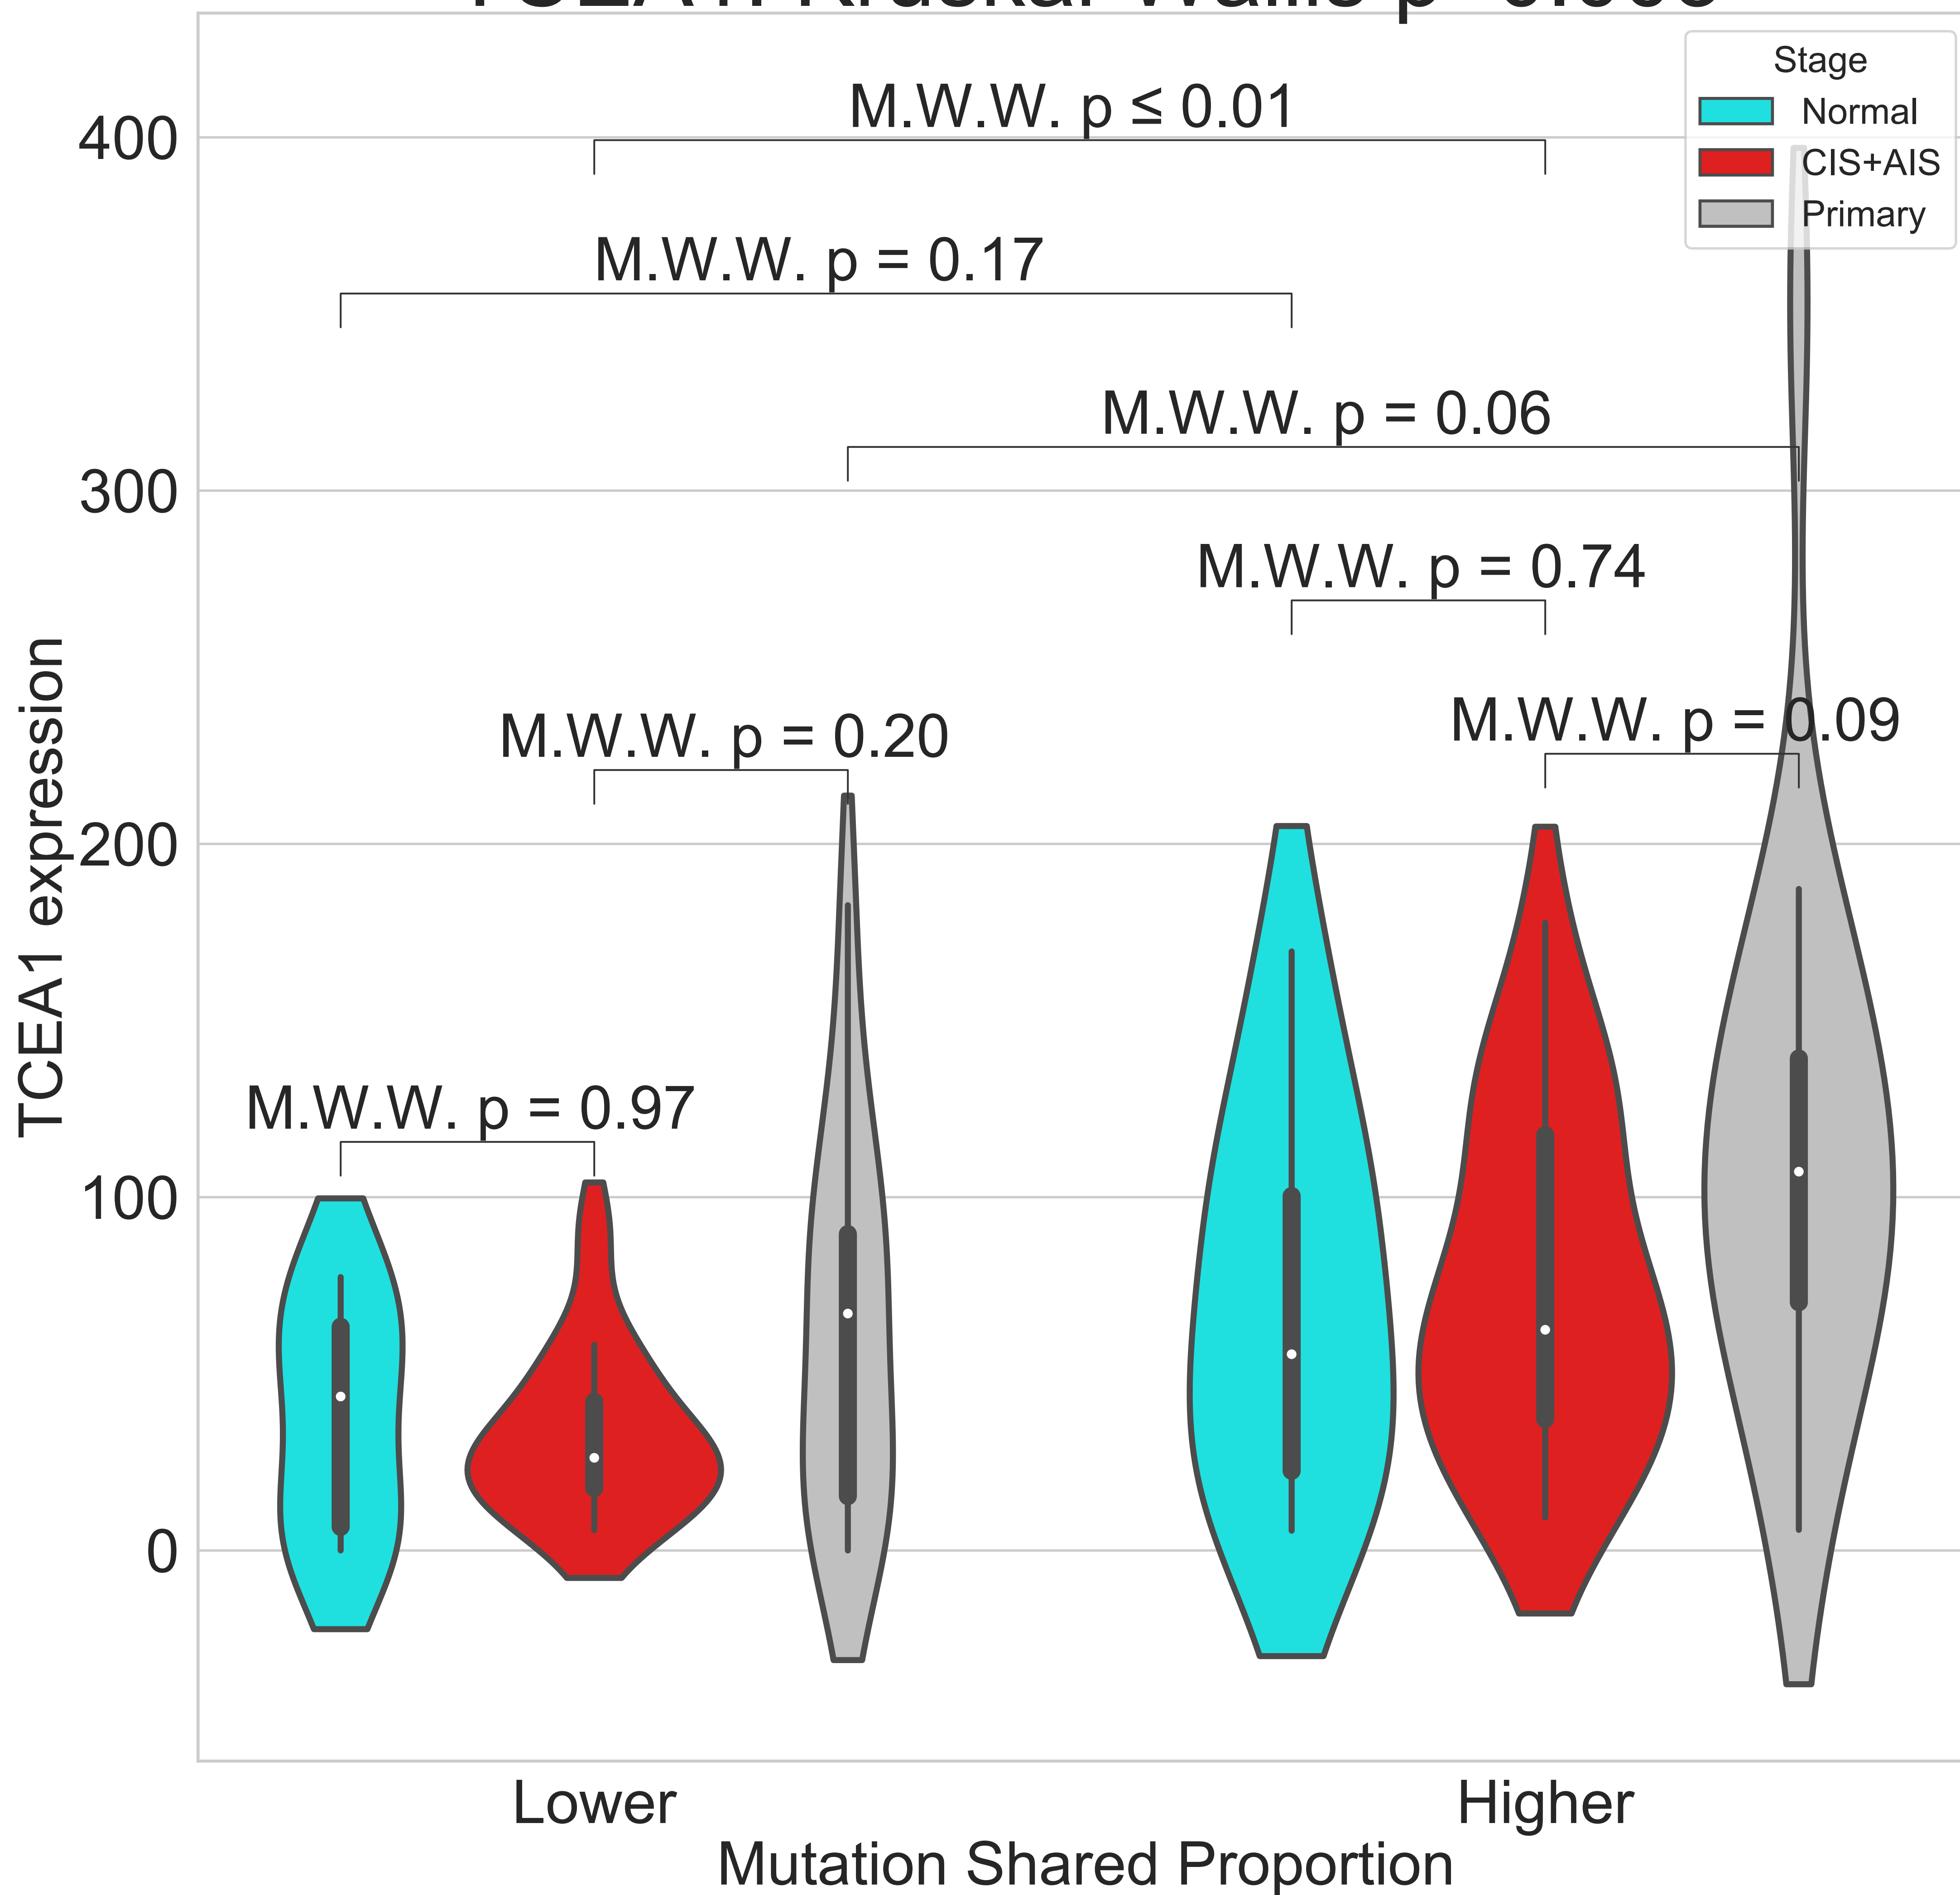 Stage
Normal
CIS+AIS
Primary
M.W.W. p ≤ 0.01
M.W.W. p = 0.17
M.W.W. p = 0.06
M.W.W. p = 0.74
M.W.W. p = 0.09
M.W.W. p = 0.20
M.W.W. p = 0.97
400
300
200
100
0
TCEA1 expression
Lower
Higher
Mutation Shared Proportion